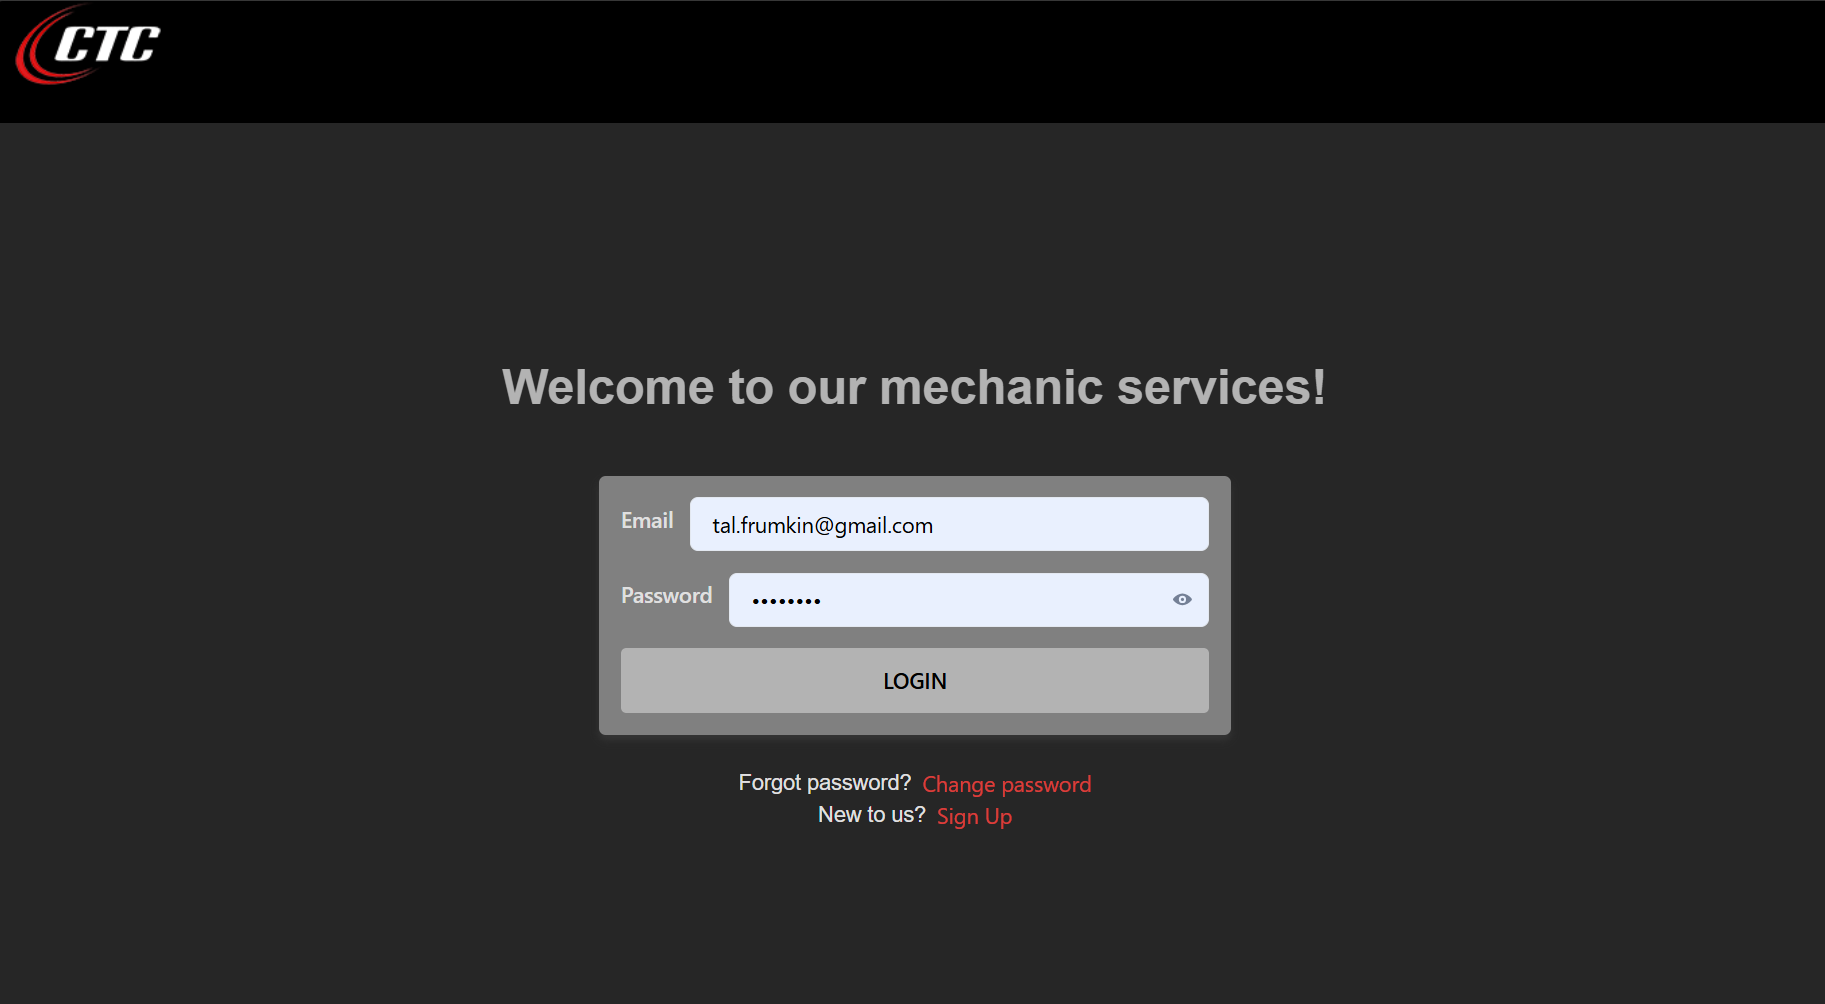 CTC
Welcome to our mechanic services!
Email
tal.frumkin@gmail.com
Password
••••••••
LOGIN
Forgot password? Change password
New to us? Sign Up